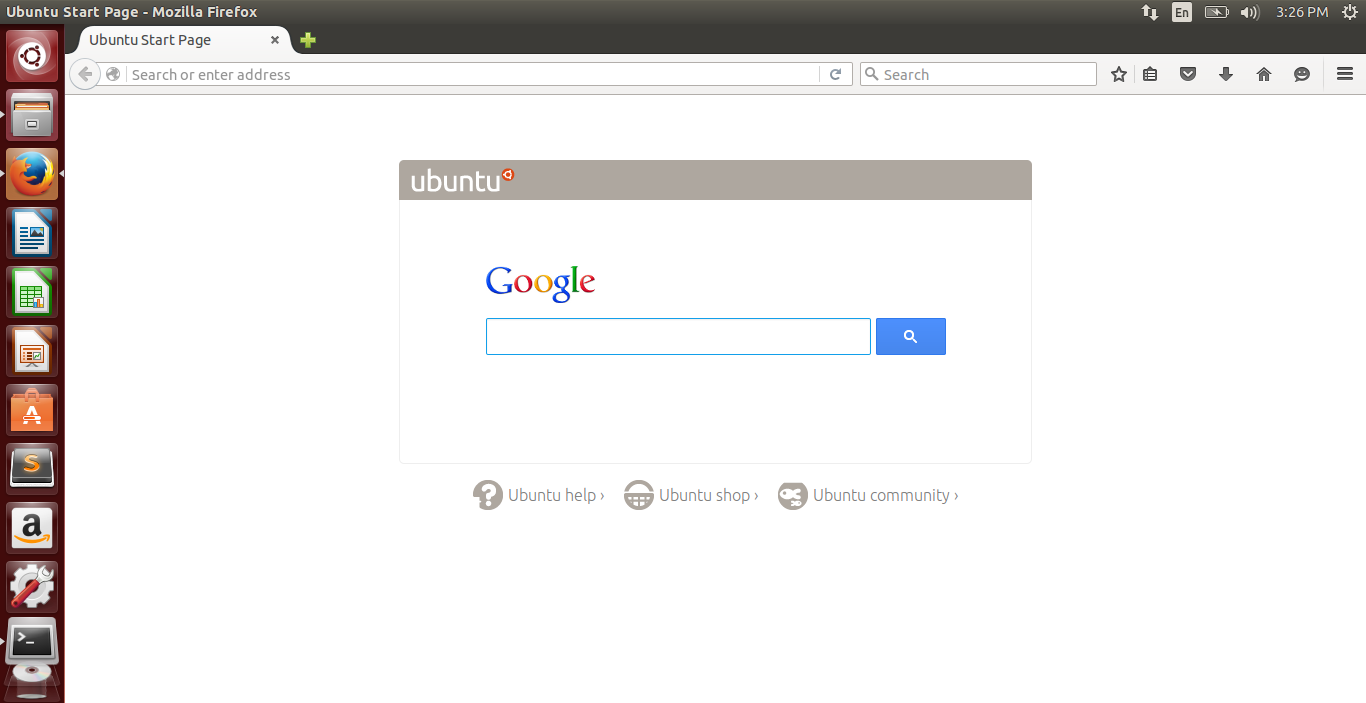 Ubuntu Start Page - Mozilla Firefox
En
3:26 PM
Ubuntu Start Page
Search or enter address
Search
ubuntu
Google
Ubuntu help ›
Ubuntu shop ›
Ubuntu community ›
A
S
a
>_